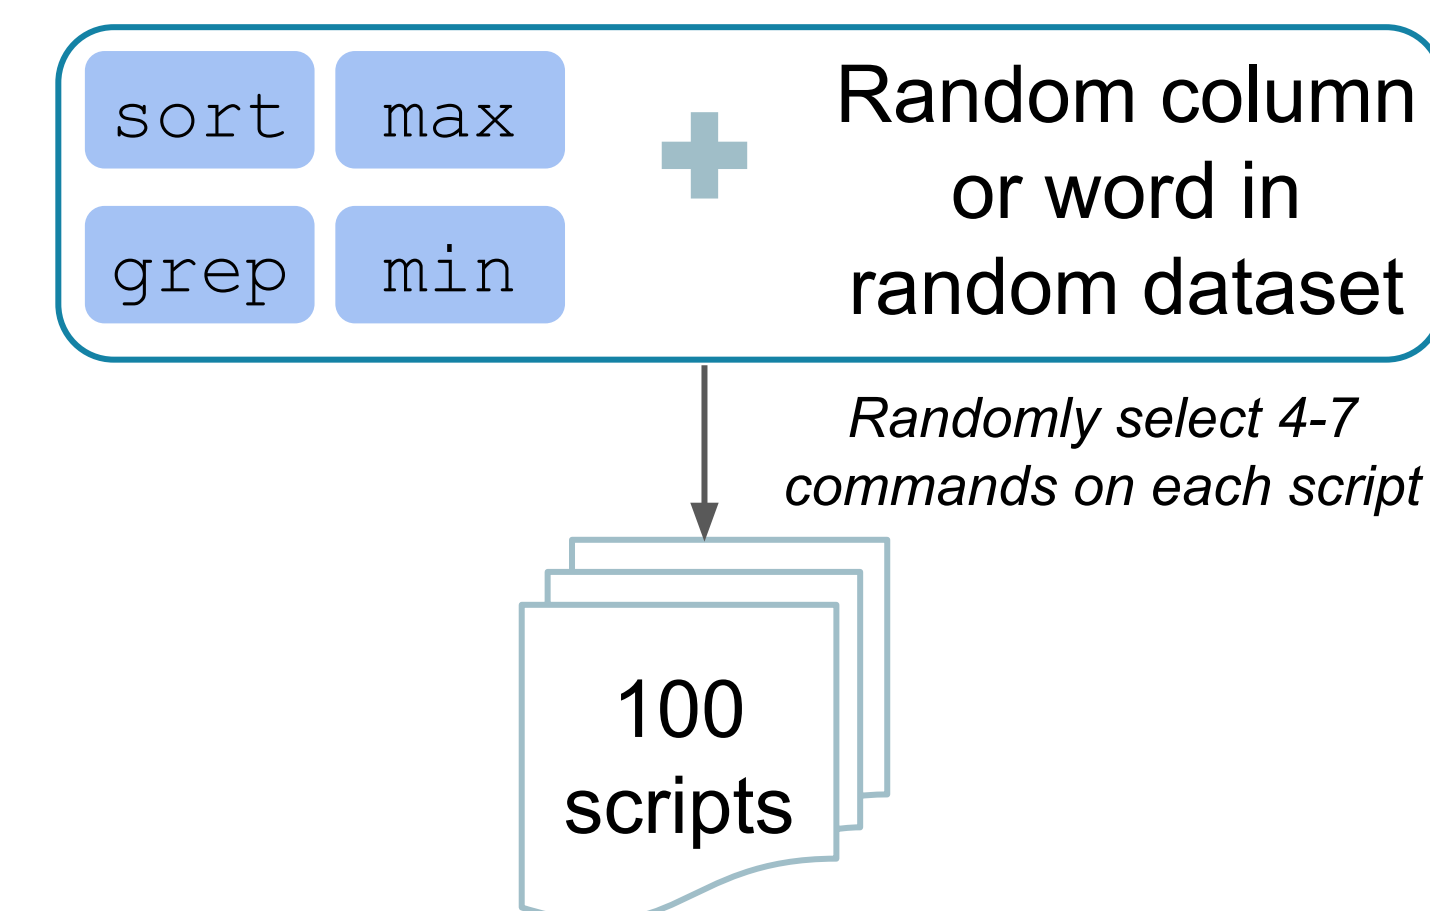 sort max
grep min
Random column
or word in
random dataset
Randomly select 4-7
commands on each script
100
scripts